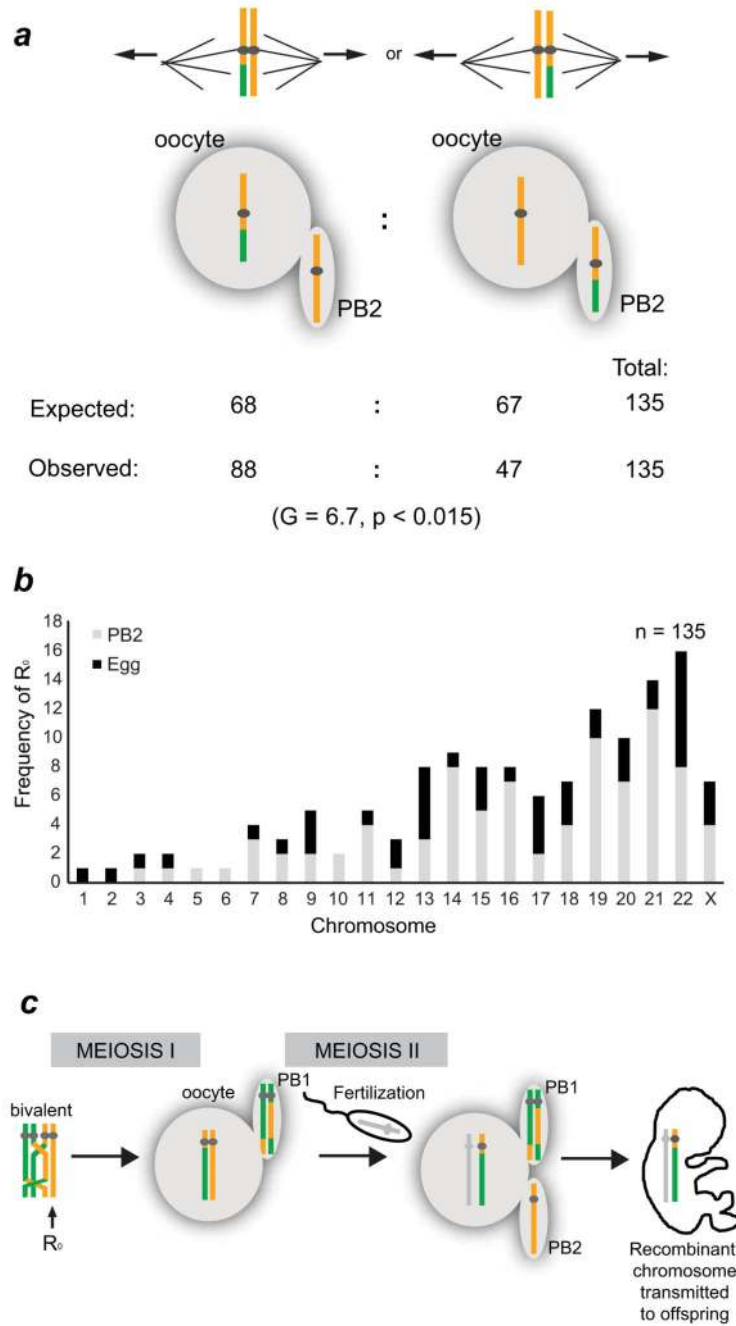 a
or
oocyte
oocyte
:
PB2
PB2
Total:
Expected: 68 : 67 135
Observed: 88 : 47 135
(G = 6.7, p < 0.015)
b
18
16
14
12
10
8
6
4
2
0
Frequency of R₀
PB2
Egg
n = 135
1 2 3 4 5 6 7 8 9 10 11 12 13 14 15 16 17 18 19 20 21 22 X
Chromosome
c
MEIOSIS I
MEIOSIS II
bivalent
oocyte
PB1
Fertilization
PB1
R₀
PB2
Recombinant
chromosome
transmitted
to offspring